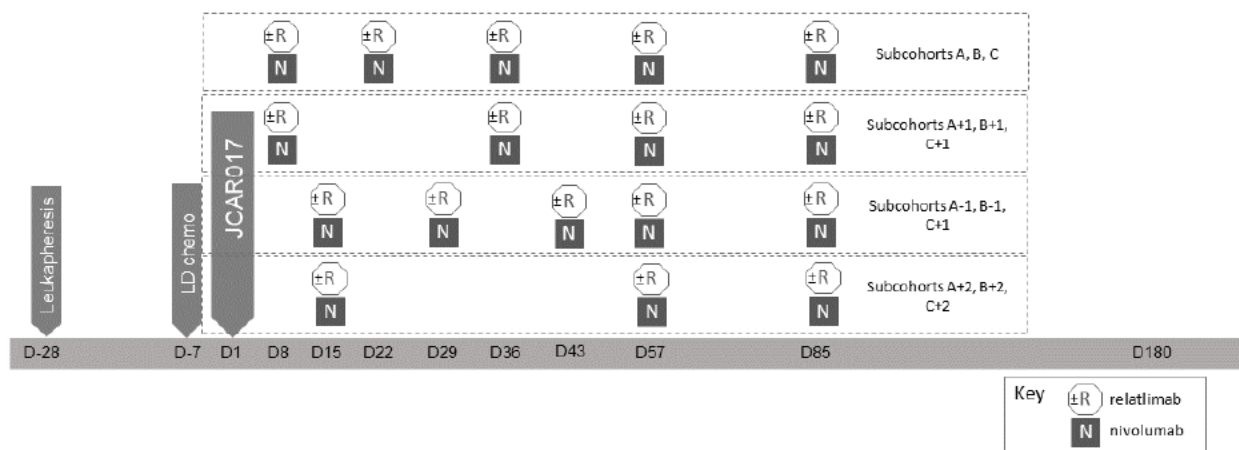 ±R ±R ±R ±R ±R
N N N N N
Subcohorts A, B, C
±R ±R ±R ±R
N N N N
Subcohorts A+1, B+1,
C+1
±R ±R ±R ±R ±R
N N N N N
Subcohorts A-1, B-1,
C+1
±R ±R ±R
N N N
Subcohorts A+2, B+2,
C+2
Leukapheresis
LD chemo
JCAR017
D-28 D-7 D1 D8 D15 D22 D29 D36 D43 D57 D85 D180
Key
±R relatlimab
N nivolumab